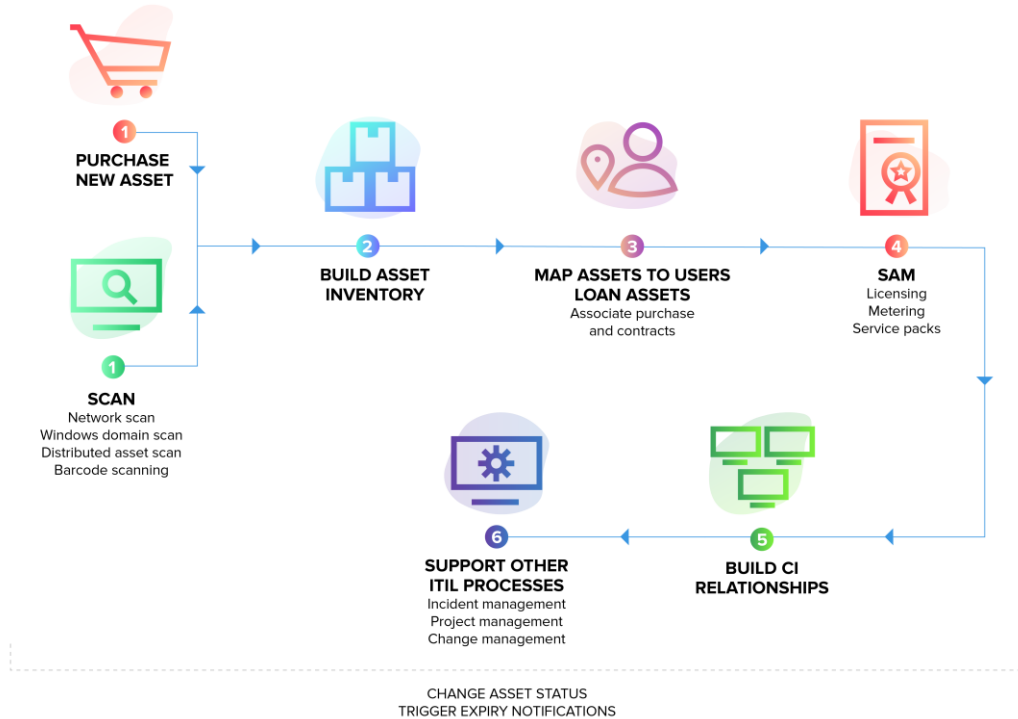 1
PURCHASE
NEW ASSET
1
SCAN
Network scan
Windows domain scan
Distributed asset scan
Barcode scanning
2
BUILD ASSET
INVENTORY
3
MAP ASSETS TO USERS
LOAN ASSETS
Associate purchase
and contracts
4
SAM
Licensing
Metering
Service packs
5
BUILD CI
RELATIONSHIPS
6
SUPPORT OTHER
ITIL PROCESSES
Incident management
Project management
Change management
CHANGE ASSET STATUS
TRIGGER EXPIRY NOTIFICATIONS